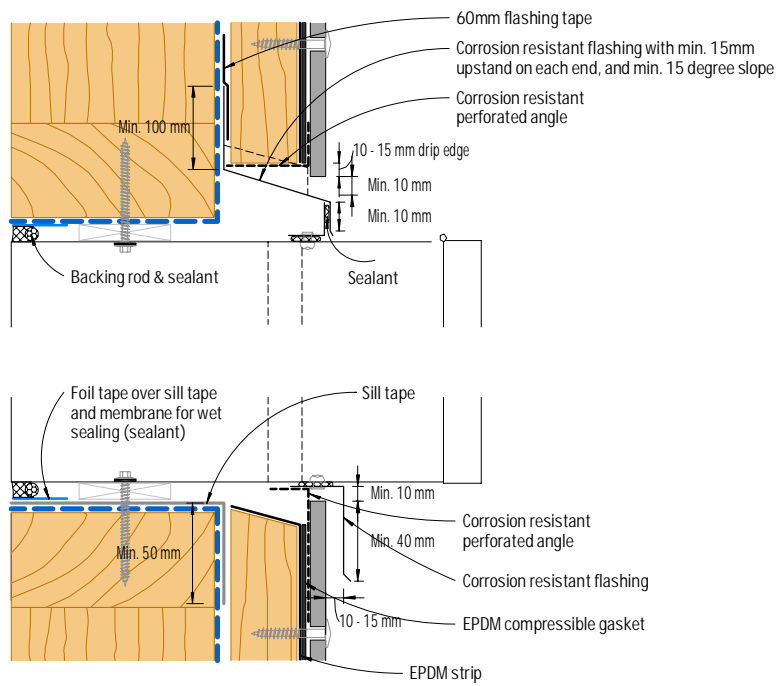 60mm flashing tape
Corrosion resistant flashing with min. 15mm
upstand on each end, and min. 15 degree slope
Corrosion resistant
perforated angle
Min. 100 mm
10 - 15 mm drip edge
Min. 10 mm
Min. 10 mm
Backing rod & sealant
Sealant
Foil tape over sill tape
and membrane for wet
sealing (sealant)
Sill tape
Min. 10 mm
Corrosion resistant
perforated angle
Min. 50 mm
Min. 40 mm
Corrosion resistant flashing
10 - 15 mm
EPDM compressible gasket
EPDM strip